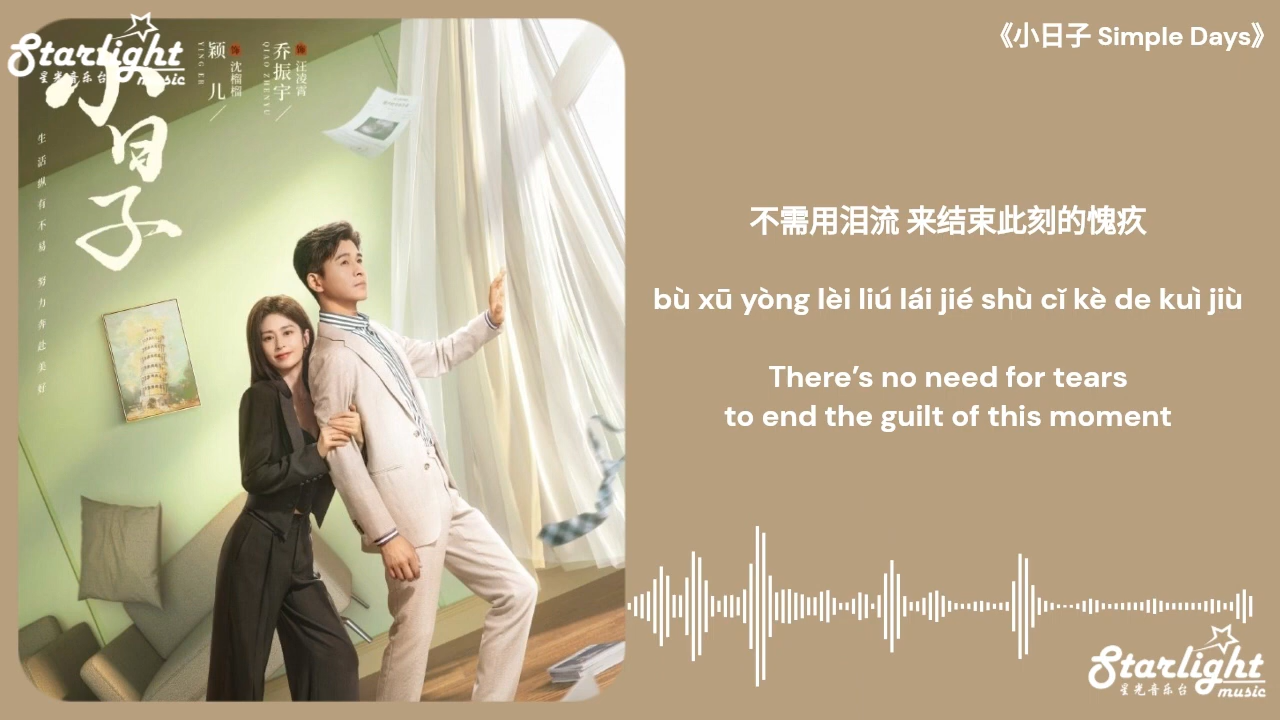 Starlight
星光音乐台 music
小日子
颖儿
YING ER
饰 沈榴榴
乔振宇
QIAO ZHENYU
饰 汪凌霄
生活纵有不易 努力奔赴美好
《小日子 Simple Days》
不需用泪流 来结束此刻的愧疚
bù xū yòng lèi liú lái jié shù cǐ kè de kuì jiù
There's no need for tears
to end the guilt of this moment
Starlight
星光音乐台 music